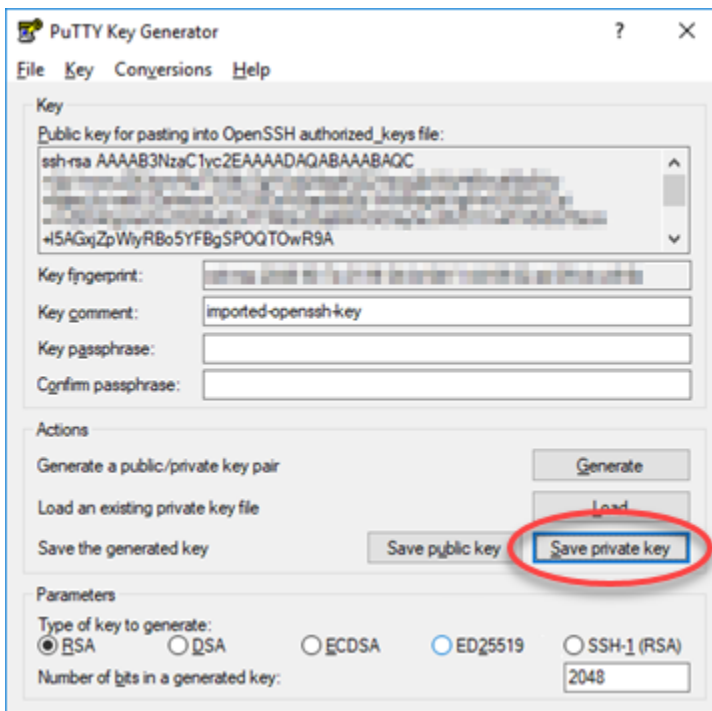 PuTTY Key Generator
File Key Conversions Help
Key
Public key for pasting into OpenSSH authorized_keys file:
ssh-rsa AAAAB3NzaC1yc2EAAAADAQABAAABAQC
+I5AGxjZpWiyRBo5YFBgSPOQTOwR9A
Key fingerprint:
Key comment: imported-openssh-key
Key passphrase:
Confirm passphrase:
Actions
Generate a public/private key pair Generate
Load an existing private key file Load
Save the generated key Save public key Save private key
Parameters
Type of key to generate:
RSA DSA ECDSA ED25519 SSH-1 (RSA)
Number of bits in a generated key: 2048